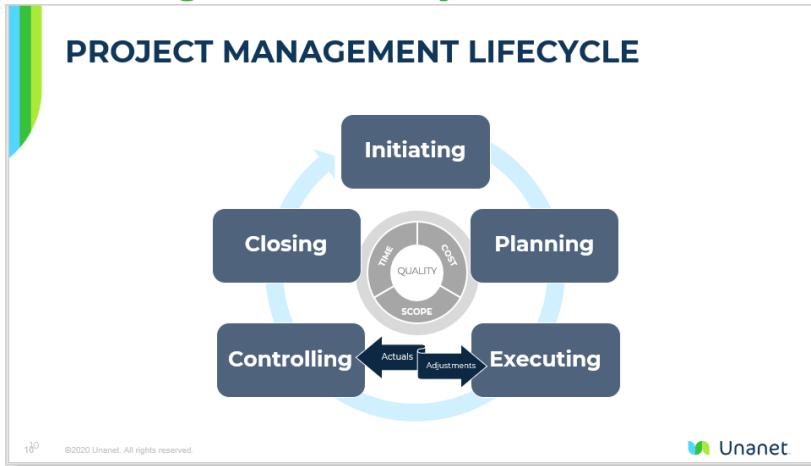 PROJECT MANAGEMENT LIFECYCLE
Initiating
Closing
Planning
TIME
COST
QUALITY
SCOPE
Controlling
Actuals
Adjustments
Executing
10
©2020 Unanet. All rights reserved.
Unanet